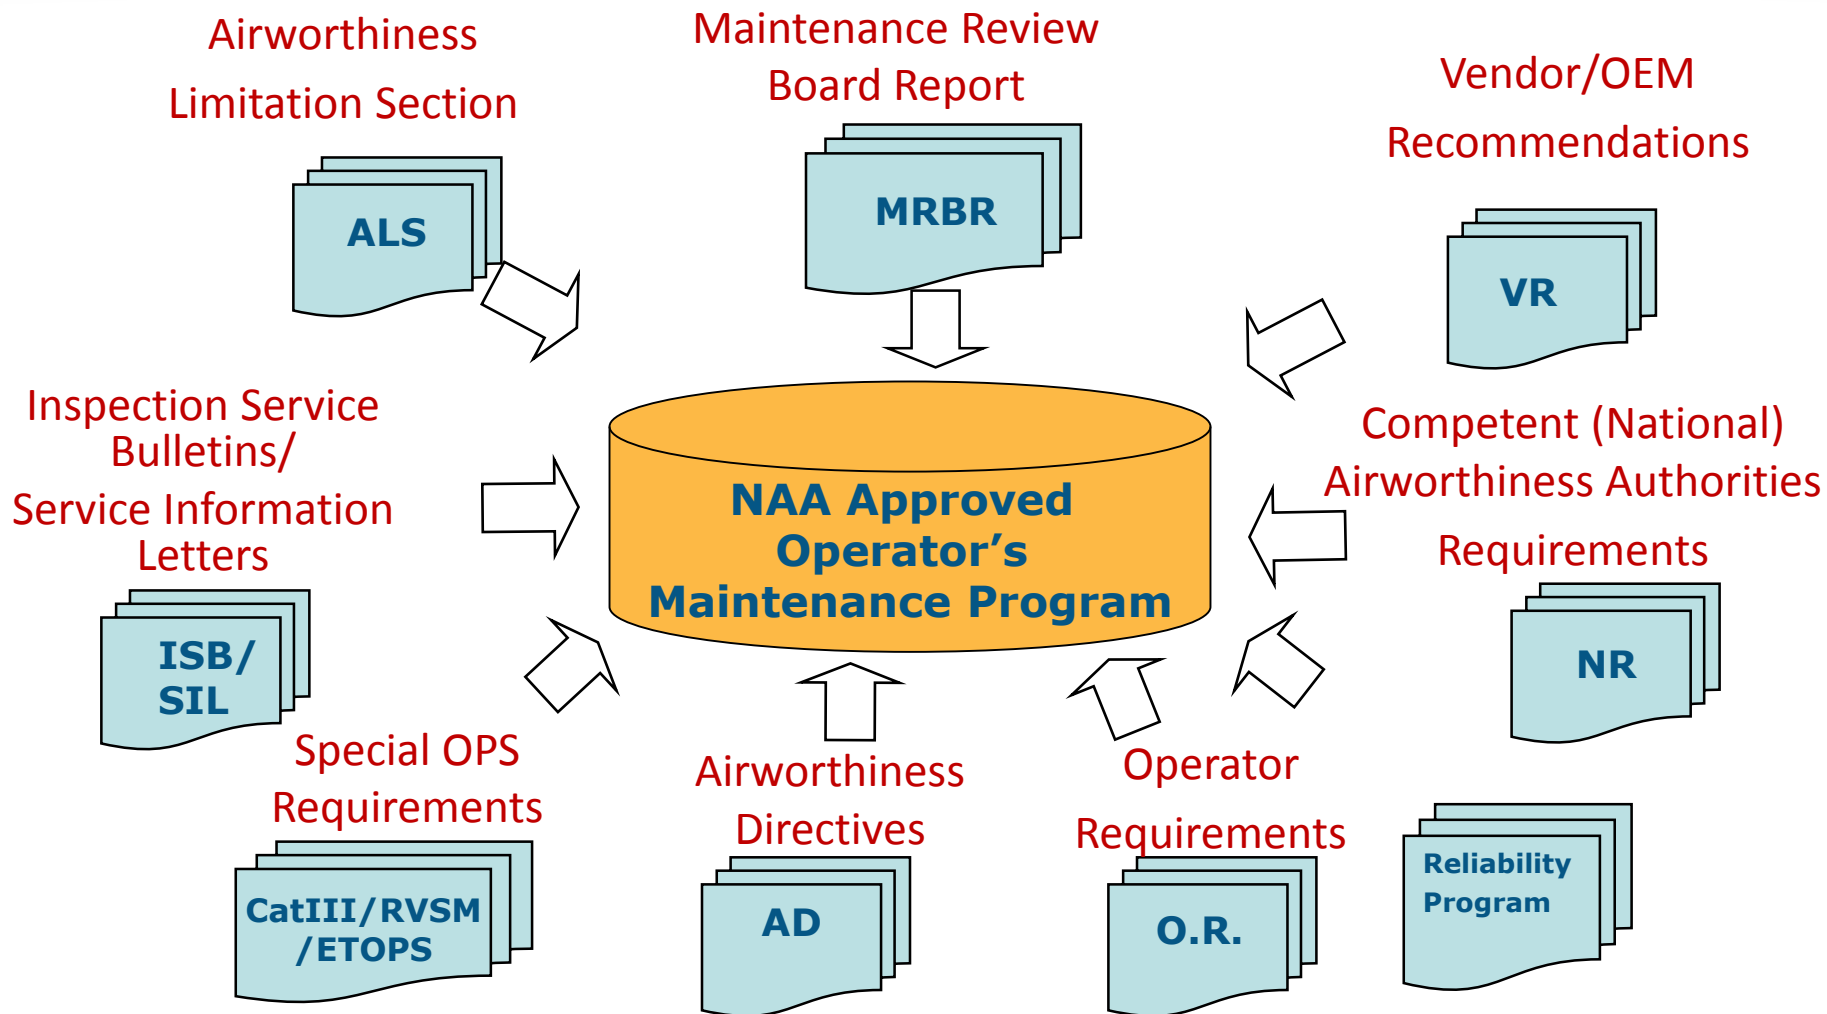 Airworthiness
Limitation Section
ALS
Maintenance Review
Board Report
MRBR
Vendor/OEM
Recommendations
VR
Inspection Service
Bulletins/
Service Information
Letters
ISB/
SIL
NAA Approved
Operator’s
Maintenance Program
Competent (National)
Airworthiness Authorities
Requirements
NR
Special OPS
Requirements
CatIII/RVSM
/ETOPS
Airworthiness
Directives
AD
Operator
Requirements
O.R.
Reliability
Program